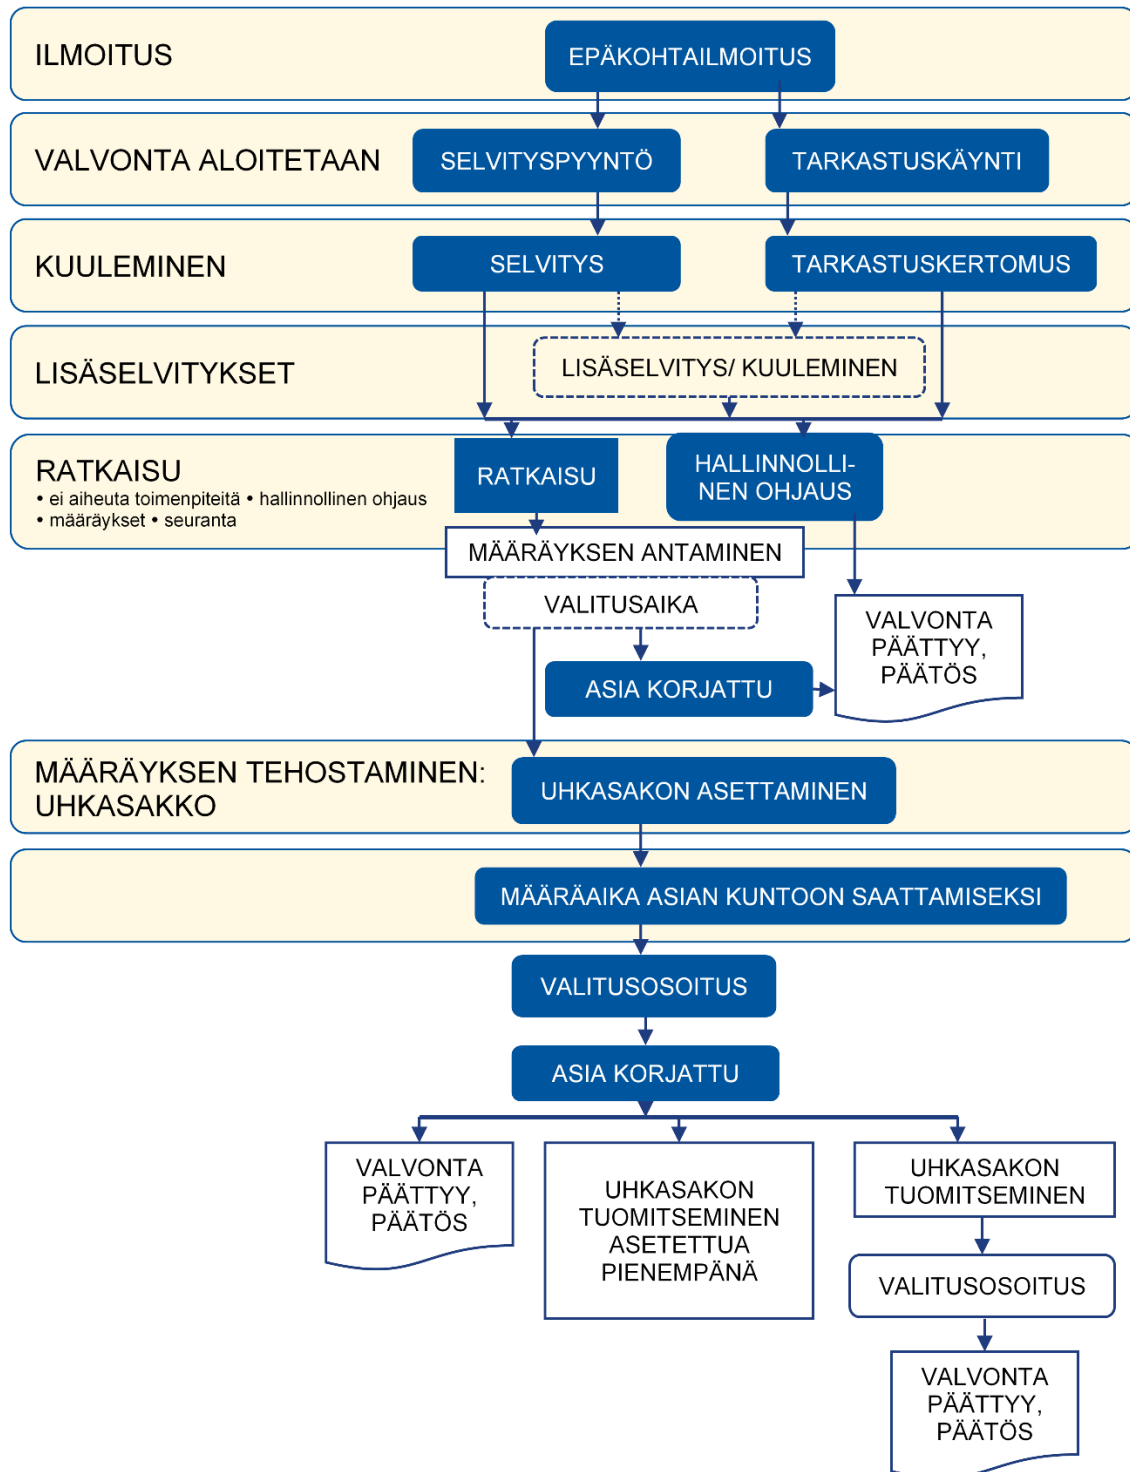 ILMOITUS
EPÄKOHTAILMOITUS
VALVONTA ALOITETAAN
SELVITYSPYYNTÖ
TARKASTUSKÄYNTI
KUULEMINEN
SELVITYS
TARKASTUSKERTOMUS
LISÄSELVITYKSET
LISÄSELVITYS/ KUULEMINEN
RATKAISU
• ei aiheuta toimenpiteitä • hallinnollinen ohjaus
• määräykset • seuranta
RATKAISU
HALLINNOLLI-
NEN OHJAUS
MÄÄRÄYKSEN ANTAMINEN
VALITUSAIKA
ASIA KORJATTU
VALVONTA
PÄÄTTYY,
PÄÄTÖS
MÄÄRÄYKSEN TEHOSTAMINEN:
UHKASAKKO
UHKASAKON ASETTAMINEN
MÄÄRÄAIKA ASIAN KUNTOON SAATTAMISEKSI
VALITUSOSOITUS
ASIA KORJATTU
VALVONTA
PÄÄTTYY,
PÄÄTÖS
UHKASAKON
TUOMITSEMINEN
ASETETTUA
PIENEMPÄNÄ
UHKASAKON
TUOMITSEMINEN
VALITUSOSOITUS
VALVONTA
PÄÄTTYY,
PÄÄTÖS